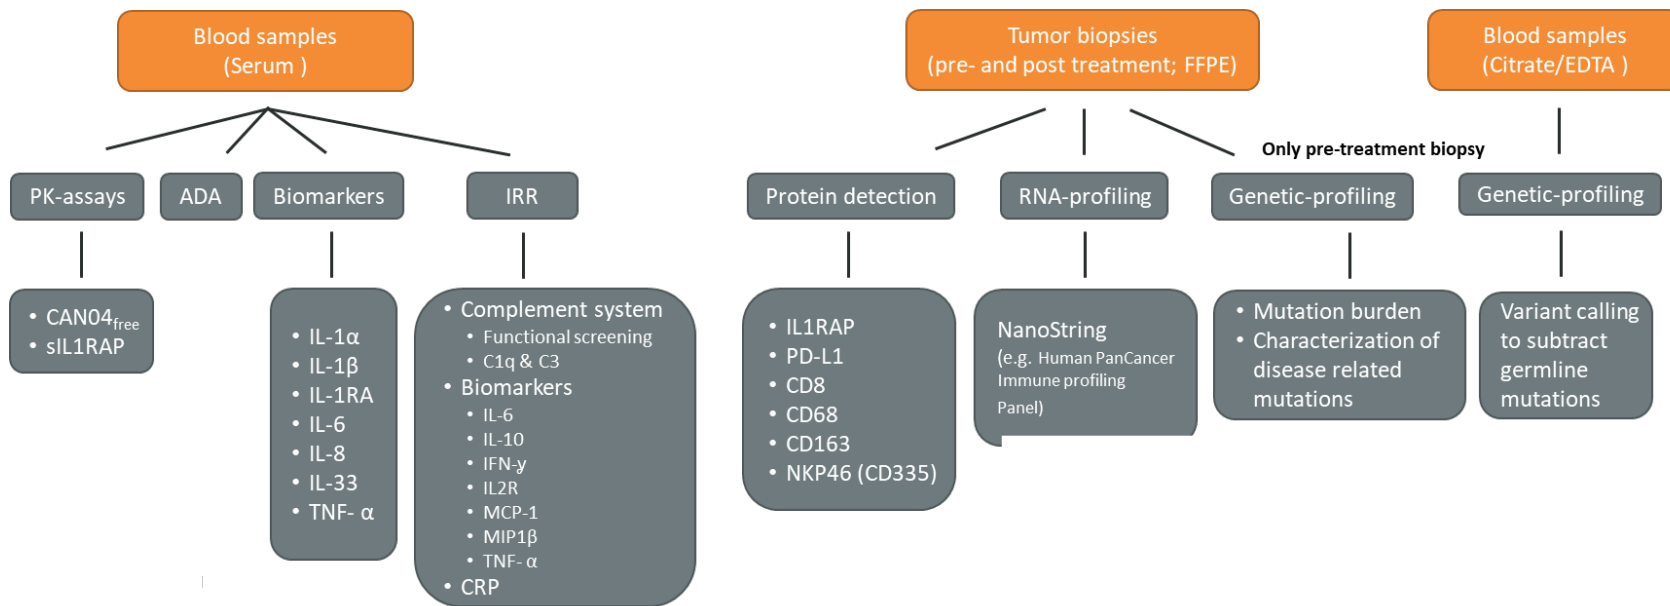 Blood samples
(Serum )
Tumor biopsies
(pre- and post treatment; FFPE)
Blood samples
(Citrate/EDTA )
Only pre-treatment biopsy
PK-assays
ADA
Biomarkers
IRR
Protein detection
RNA-profiling
Genetic-profiling
Genetic-profiling
• CAN04free
• sIL1RAP
• IL-1α
• IL-1β
• IL-1RA
• IL-6
• IL-8
• IL-33
• TNF- α
• Complement system
• Functional screening
• C1q & C3
• Biomarkers
• IL-6
• IL-10
• IFN-γ
• IL2R
• MCP-1
• MIP1β
• TNF- α
• CRP
• IL1RAP
• PD-L1
• CD8
• CD68
• CD163
• NKP46 (CD335)
NanoString
(e.g. Human PanCancer
Immune profiling
Panel)
• Mutation burden
• Characterization of
disease related
mutations
Variant calling
to subtract
germline
mutations